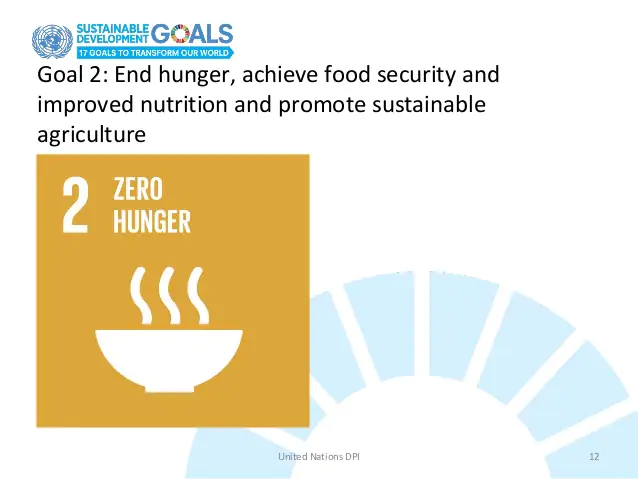 SUSTAINABLE
DEVELOPMENT GOALS
17 GOALS TO TRANSFORM OUR WORLD
Goal 2: End hunger, achieve food security and
improved nutrition and promote sustainable
agriculture
2 ZERO
HUNGER
United Nations DPI 12